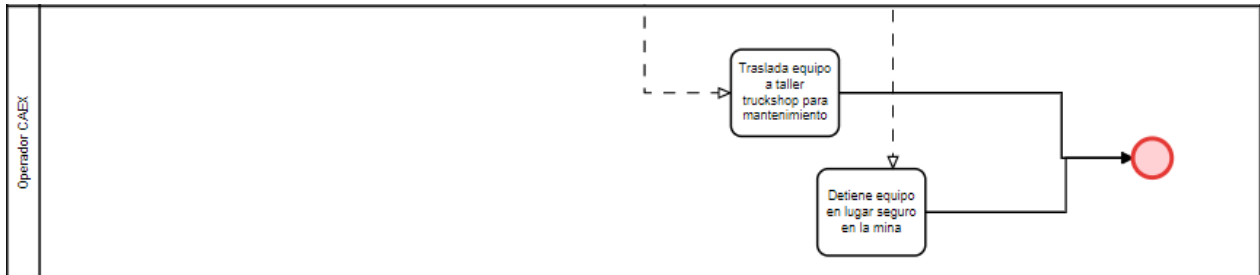 Operador CAEX
Traslada equipo
a taller
truckshop para
mantenimiento
Detiene equipo
en lugar seguro
en la mina